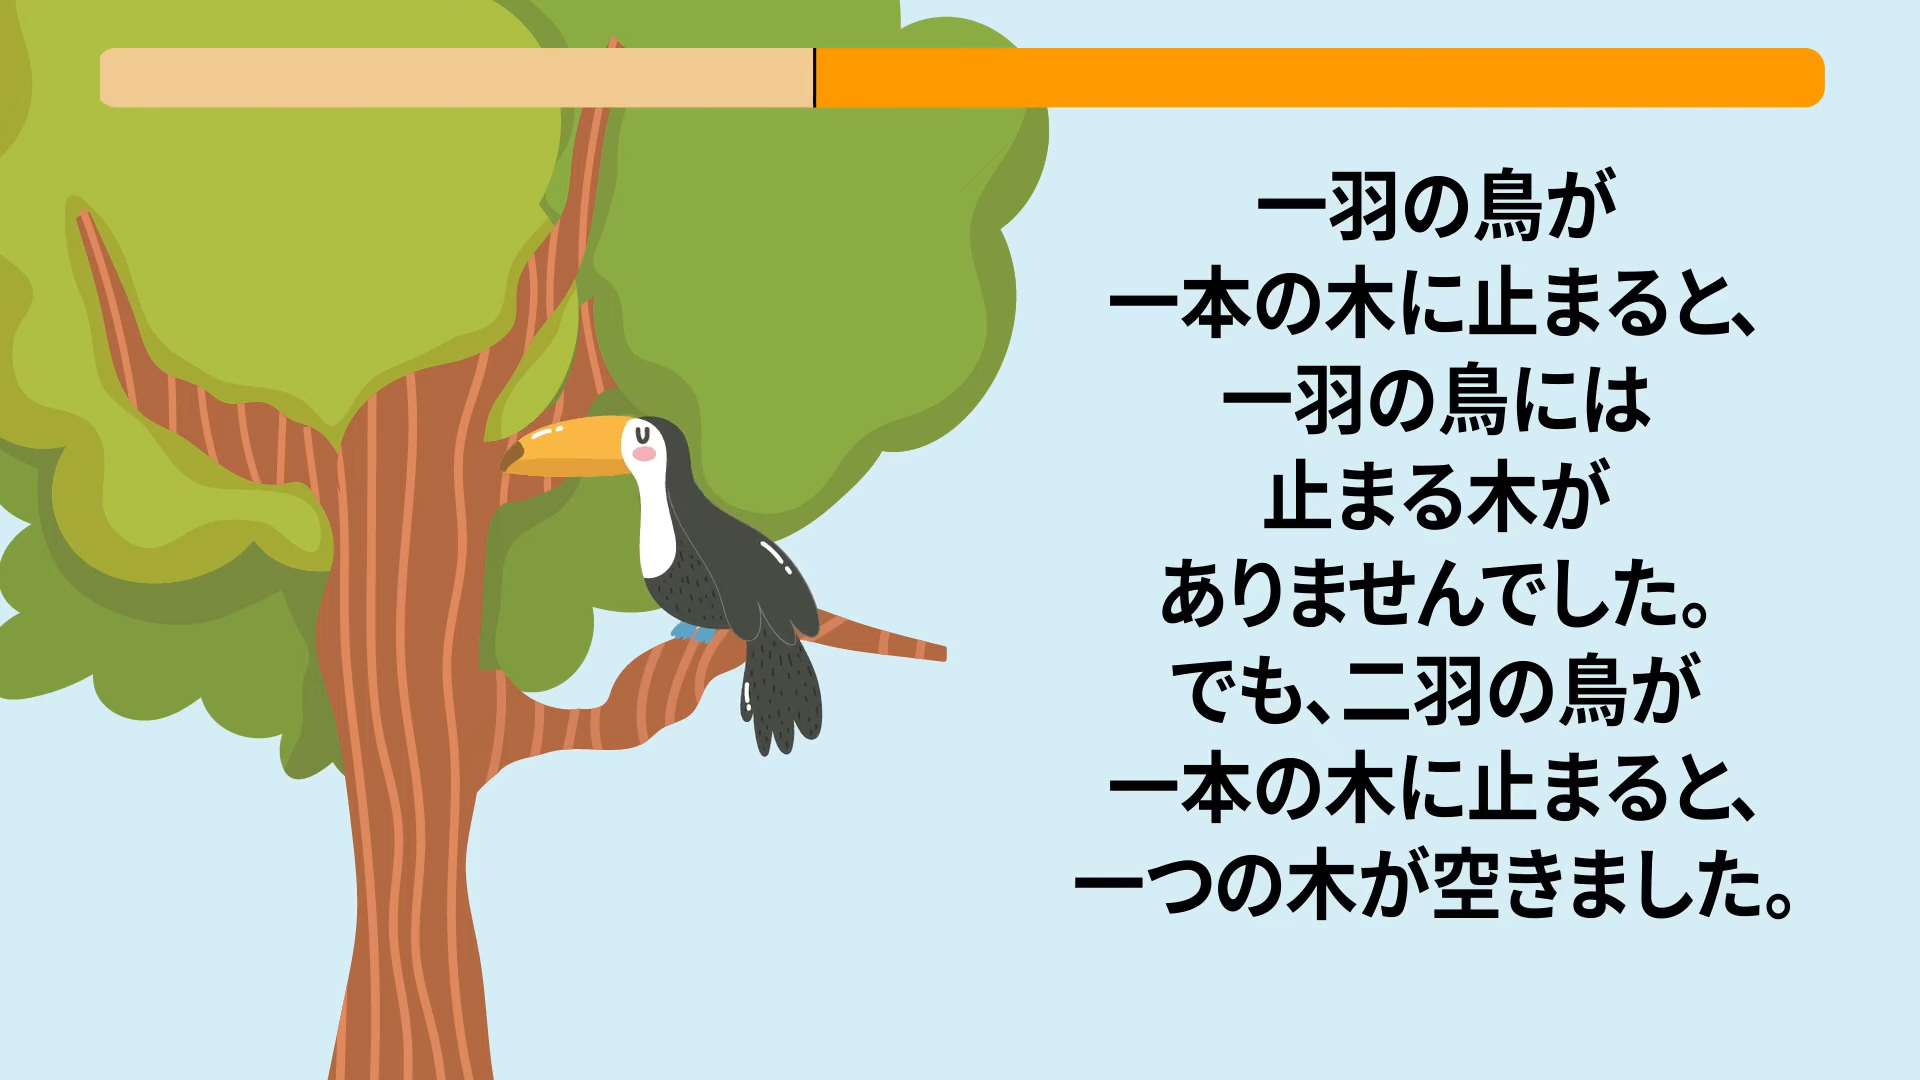 一羽の鳥が
一本の木に止まると、
一羽の鳥には
止まる木が
ありませんでした。
でも、二羽の鳥が
一本の木に止まると、
一つの木が空きました。